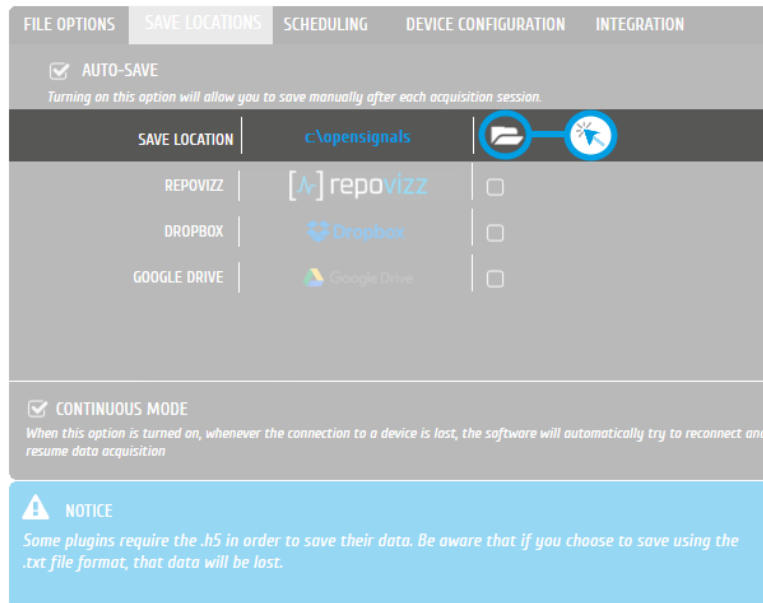 FILE OPTIONS SAVE LOCATIONS SCHEDULING DEVICE CONFIGURATION INTEGRATION
AUTO-SAVE
Turning on this option will allow you to save manually after each acquisition session.
SAVE LOCATION c:\opensignals
REPOVIZZ repovizz
DROPBOX Dropbox
GOOGLE DRIVE Google Drive
CONTINUOUS MODE
When this option is turned on, whenever the connection to a device is lost, the software will automatically try to reconnect and
resume data acquisition
NOTICE
Some plugins require the .h5 in order to save their data. Be aware that if you choose to save using the
.txt file format, that data will be lost.